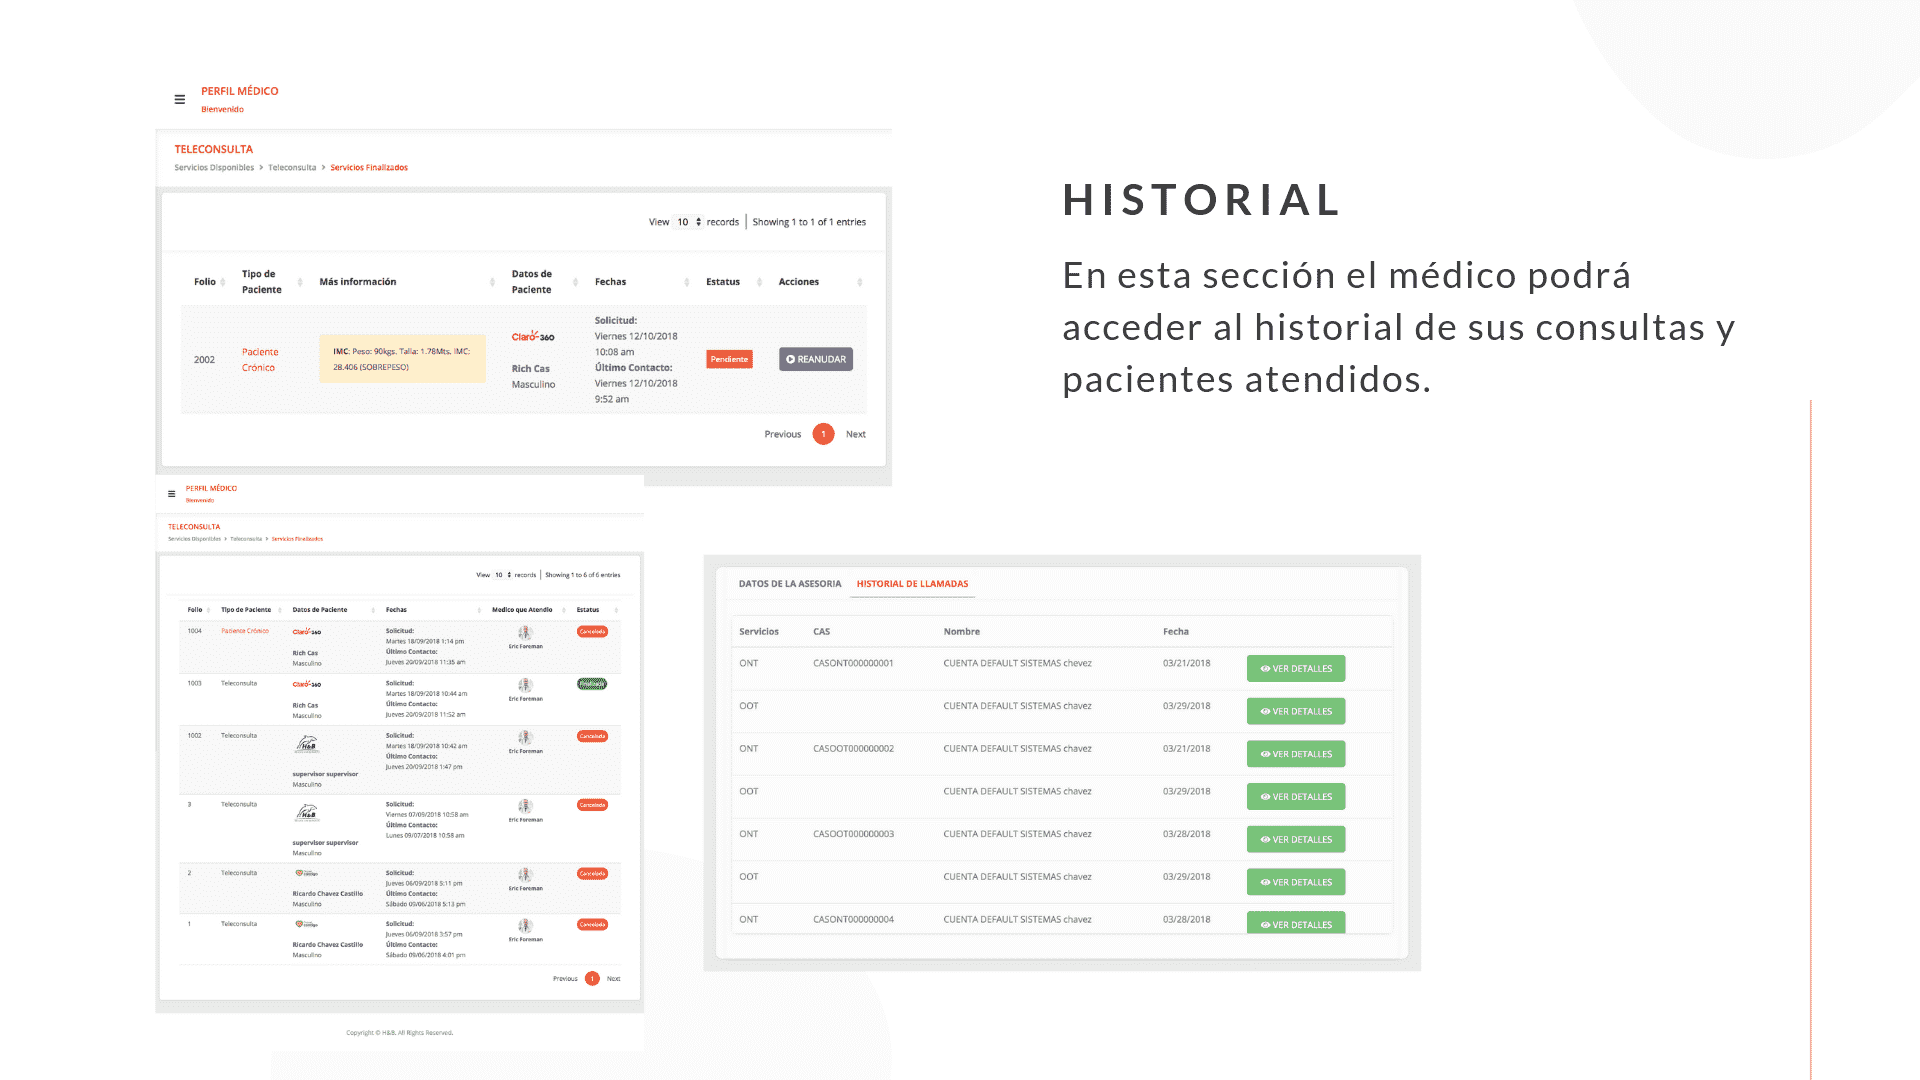 PERFIL MÉDICO
Bienvenido
TELECONSULTA
Servicios Disponibles > Teleconsulta > Servicios Finalizados
View 10 records | Showing 1 to 1 of 1 entries
Folio Tipo de Paciente Más información Datos de Paciente Fechas Estatus Acciones
2002
Paciente
Crónico
IMC: Peso: 90kgs. Talla: 1.78Mts. IMC:
28.406 (SOBREPESO)
Claro-360
Rich Cas
Masculino
Solicitud:
Viernes 12/10/2018
10:08 am
Último Contacto:
Viernes 12/10/2018
9:52 am
Pendiente
REANUDAR
Previous 1 Next
HISTORIAL
En esta sección el médico podrá
acceder al historial de sus consultas y
pacientes atendidos.
PERFIL MÉDICO
Bienvenido
TELECONSULTA
Servicios Disponibles > Teleconsulta > Servicios Finalizados
View 10 records | Showing 1 to 6 of 6 entries
Folio Tipo de Paciente Datos de Paciente Fechas Medico que Atendio Estatus
1004 Paciente Crónico
Claro-360
Rich Cas
Masculino
Solicitud:
Martes 18/09/2018 1:14 pm
Último Contacto:
Jueves 20/09/2018 11:35 am
Eric Foreman
Cancelada
1003 Teleconsulta
Claro-360
Rich Cas
Masculino
Solicitud:
Martes 18/09/2018 10:44 am
Último Contacto:
Jueves 20/09/2018 11:52 am
Eric Foreman
1002 Teleconsulta
H&B
supervisor supervisor
Masculino
Solicitud:
Martes 18/09/2018 10:42 am
Último Contacto:
Jueves 20/09/2018 1:47 pm
Eric Foreman
Cancelada
3 Teleconsulta
H&B
supervisor supervisor
Masculino
Solicitud:
Viernes 07/09/2018 10:58 am
Último Contacto:
Lunes 09/07/2018 10:58 am
Eric Foreman
Cancelada
2 Teleconsulta
Ricardo Chavez Castillo
Masculino
Solicitud:
Jueves 06/09/2018 5:11 pm
Último Contacto:
Sábado 09/06/2018 5:13 pm
Eric Foreman
Cancelada
1 Teleconsulta
Ricardo Chavez Castillo
Masculino
Solicitud:
Jueves 06/09/2018 3:57 pm
Último Contacto:
Sábado 09/06/2018 4:01 pm
Eric Foreman
Cancelada
Previous 1 Next
Copyright © H&B. All Rights Reserved.
DATOS DE LA ASESORIA HISTORIAL DE LLAMADAS
Servicios CAS Nombre Fecha
ONT CASONT000000001 CUENTA DEFAULT SISTEMAS chevez 03/21/2018 VER DETALLES
OOT CUENTA DEFAULT SISTEMAS chavez 03/29/2018 VER DETALLES
ONT CASOOT000000002 CUENTA DEFAULT SISTEMAS chavez 03/21/2018 VER DETALLES
OOT CUENTA DEFAULT SISTEMAS chavez 03/29/2018 VER DETALLES
ONT CASOOT000000003 CUENTA DEFAULT SISTEMAS chavez 03/28/2018 VER DETALLES
OOT CUENTA DEFAULT SISTEMAS chavez 03/29/2018 VER DETALLES
ONT CASONT000000004 CUENTA DEFAULT SISTEMAS chavez 03/28/2018 VER DETALLES